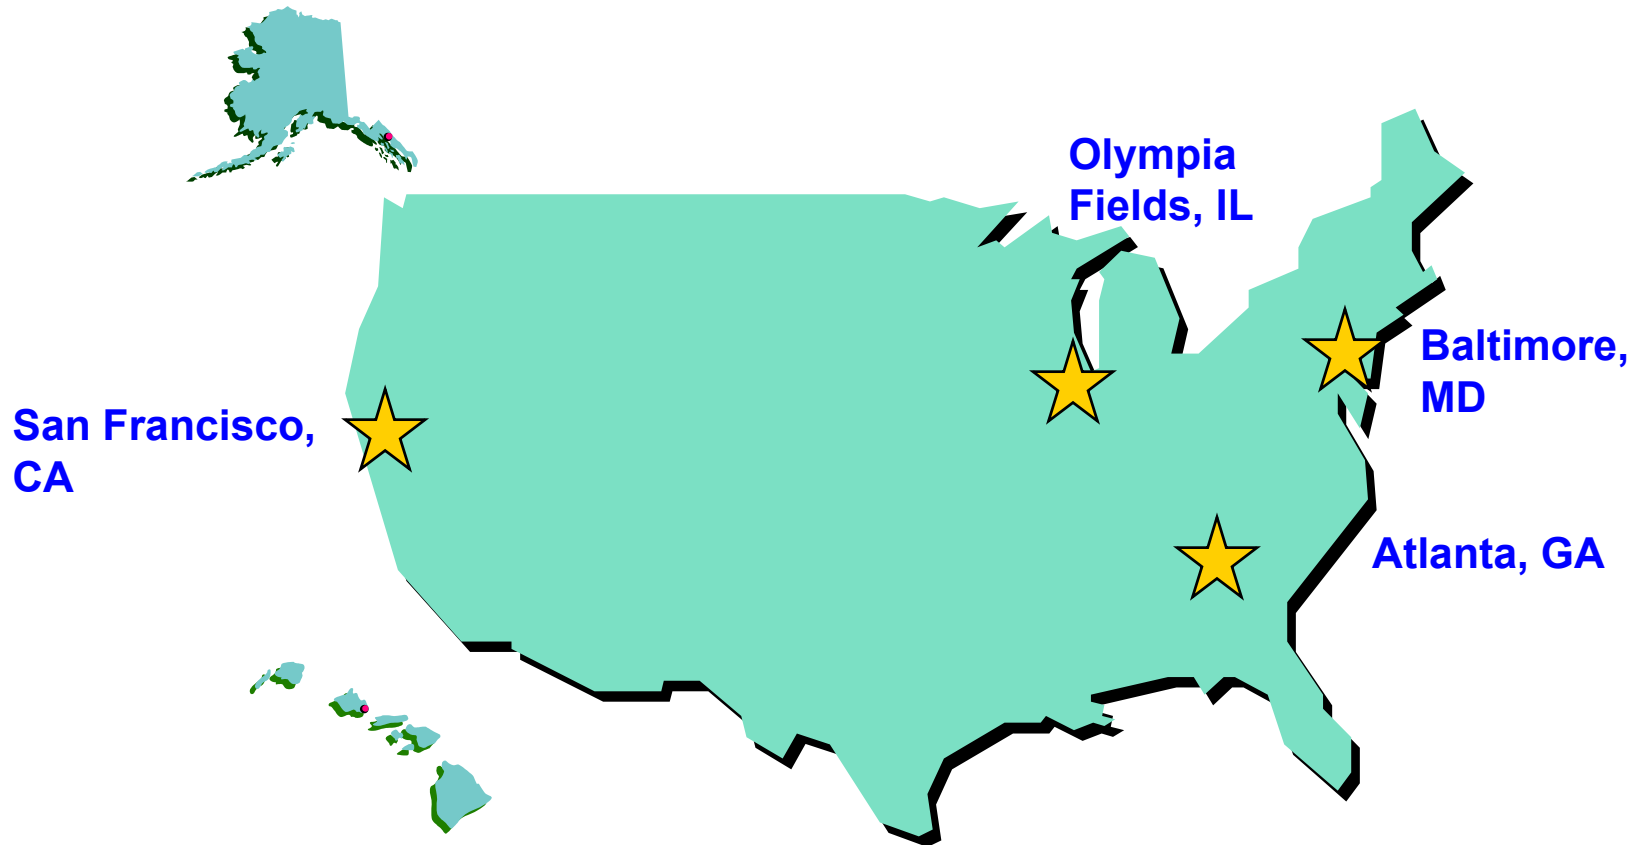 Olympia
Fields, IL
Baltimore,
MD
San Francisco,
CA
Atlanta, GA